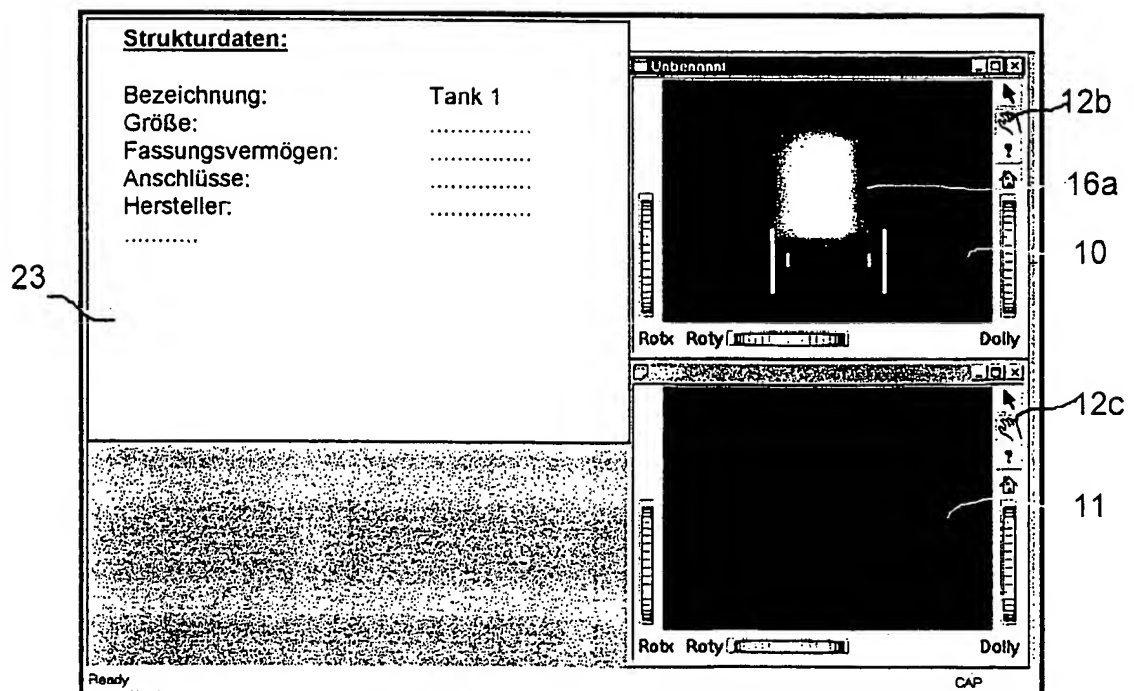 Strukturdaten:
Bezeichnung: Tank 1
Größe: ..............
Fassungsvermögen: ..............
Anschlüsse: ..............
Hersteller: ..............
..........
23
Unbenannt
12b
?
16a
10
Rotx Roty Dolly
12c
?
11
Rotx Roty Dolly
Ready CAP